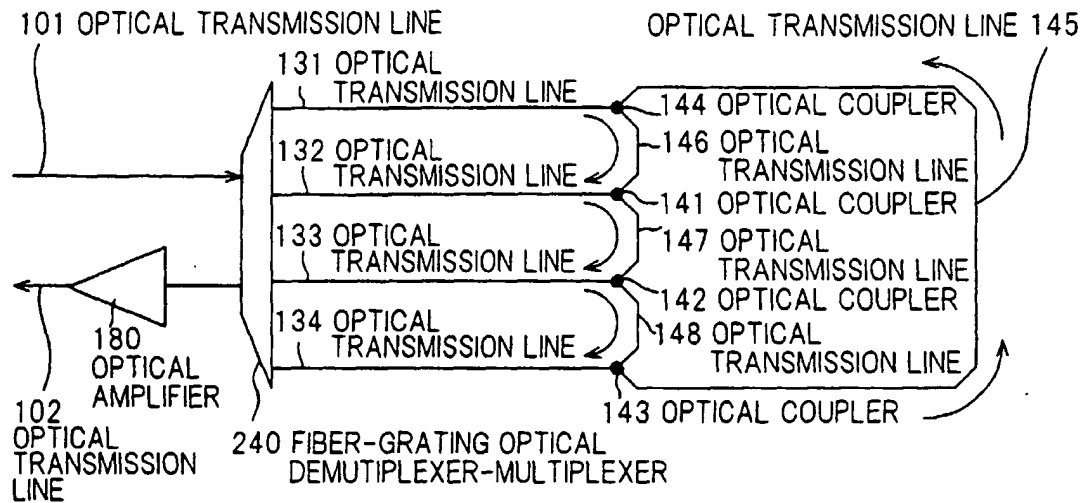 101 OPTICAL TRANSMISSION LINE
OPTICAL TRANSMISSION LINE 145
131 OPTICAL
TRANSMISSION LINE
144 OPTICAL COUPLER
132 OPTICAL
TRANSMISSION LINE
146 OPTICAL
TRANSMISSION LINE
141 OPTICAL COUPLER
133 OPTICAL
TRANSMISSION LINE
147 OPTICAL
TRANSMISSION LINE
142 OPTICAL COUPLER
134 OPTICAL
TRANSMISSION LINE
148 OPTICAL
TRANSMISSION LINE
180
OPTICAL
AMPLIFIER
143 OPTICAL COUPLER
102
OPTICAL
TRANSMISSION
LINE
240 FIBER-GRATING OPTICAL
DEMUTIPLEXER-MULTIPLEXER